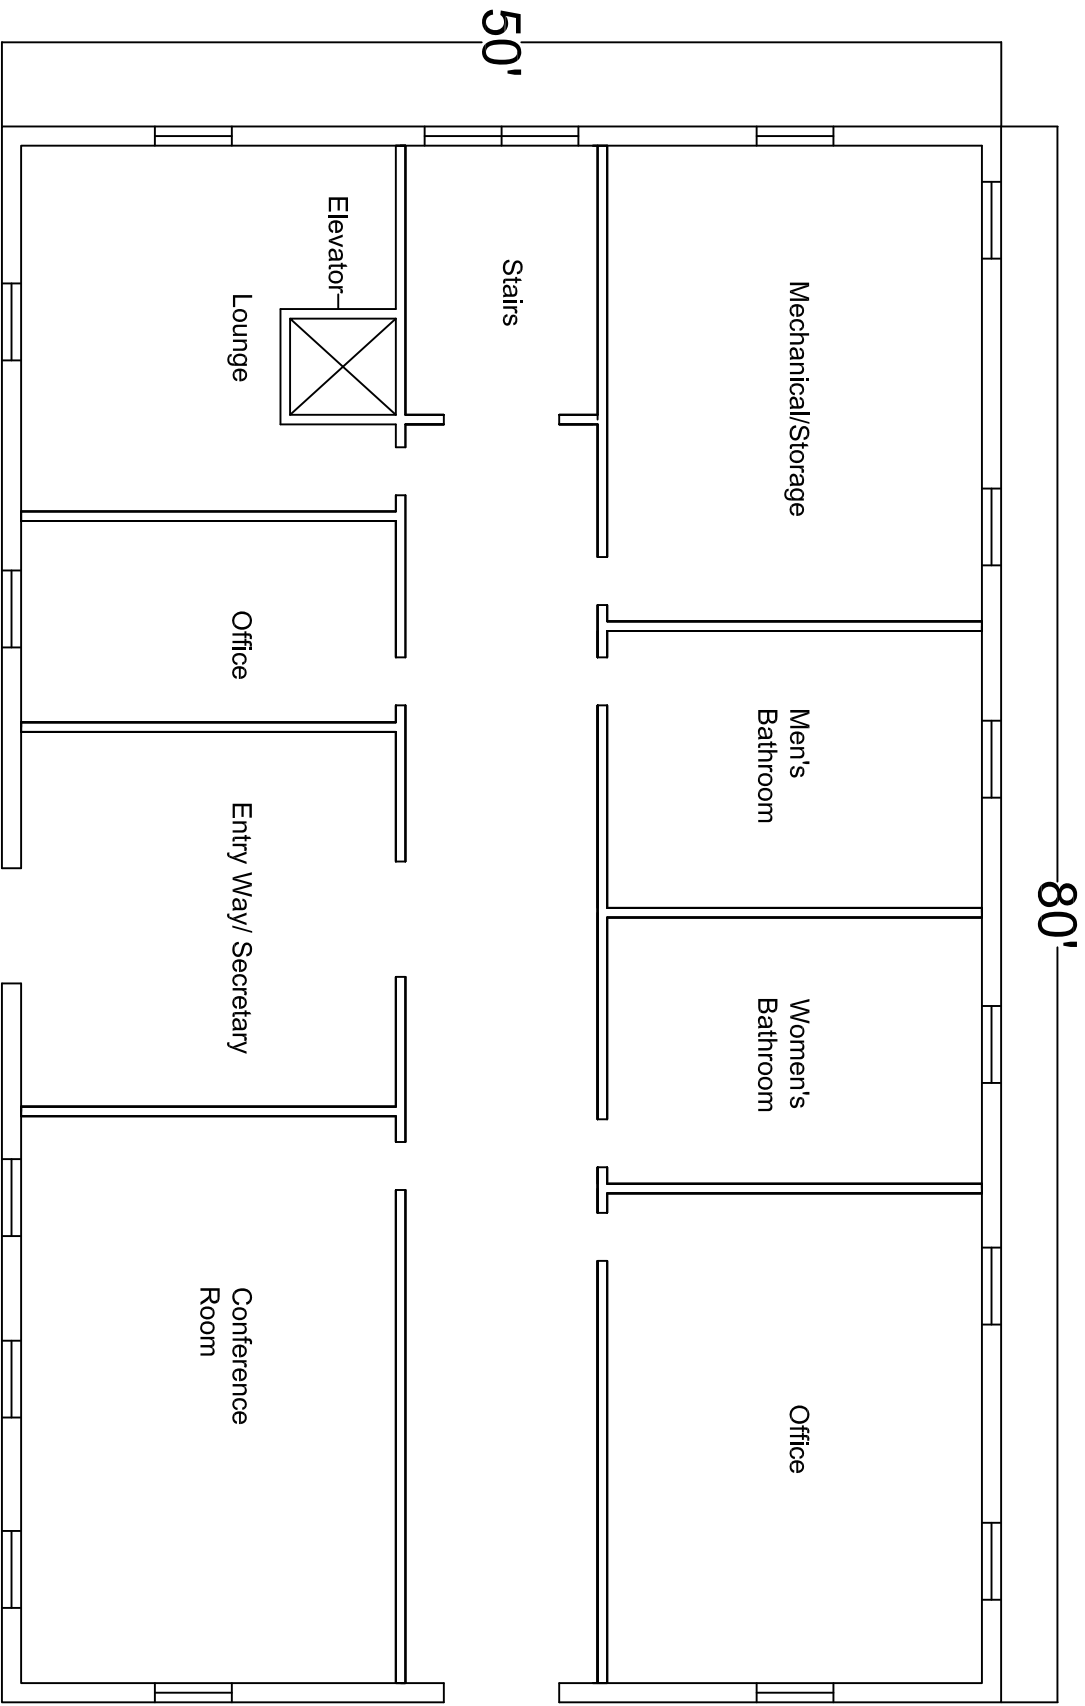 80'
50'
Mechanical/Storage
Men's
Bathroom
Women's
Bathroom
Office
Stairs
Elevator
Lounge
Office
Entry Way/ Secretary
Conference
Room